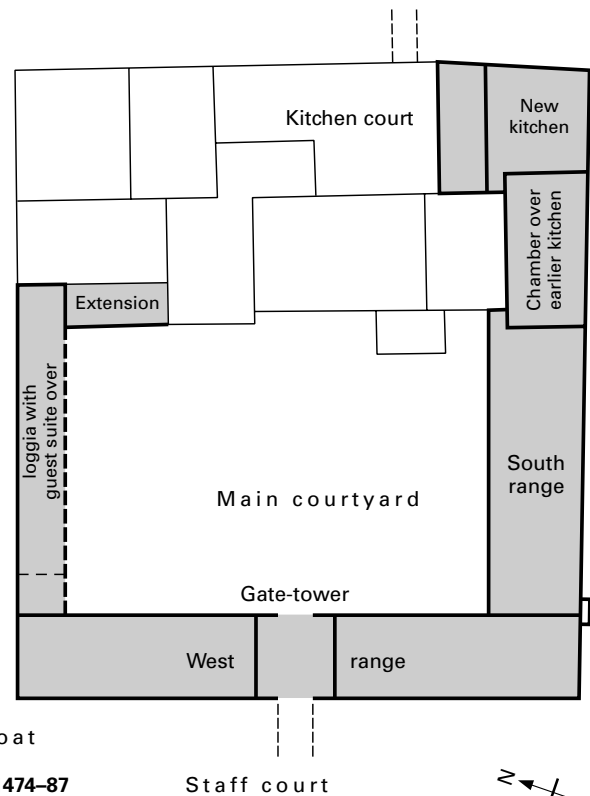 Kitchen court
New
kitchen
Chamber over
earlier kitchen
Extension
loggia with
guest suite over
South
range
Main courtyard
Gate-tower
West range
474–87
Staff court
N